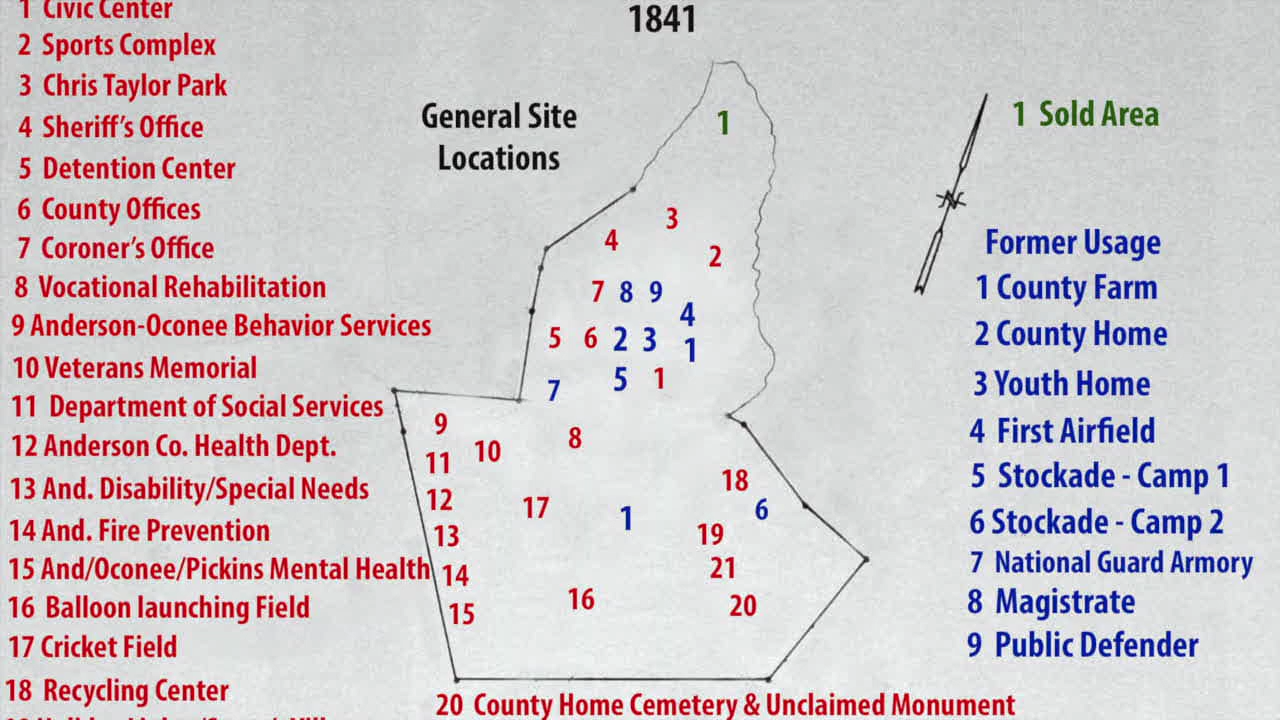 1 Civic Center
2 Sports Complex
3 Chris Taylor Park
4 Sheriff's Office
5 Detention Center
6 County Offices
7 Coroner's Office
8 Vocational Rehabilitation
9 Anderson-Oconee Behavior Services
10 Veterans Memorial
11 Department of Social Services
12 Anderson Co. Health Dept.
13 And. Disability/Special Needs
14 And. Fire Prevention
15 And/Oconee/Pickins Mental Health
16 Balloon launching Field
17 Cricket Field
18 Recycling Center
1841
General Site
Locations
1
3
4
2
7 8 9
4
5 6 2 3 1
7 5 1
9
8
10
11
18
12
17
6
1
13
19
14
21
15
16
20
20 County Home Cemetery & Unclaimed Monument
N
1 Sold Area
Former Usage
1 County Farm
2 County Home
3 Youth Home
4 First Airfield
5 Stockade - Camp 1
6 Stockade - Camp 2
7 National Guard Armory
8 Magistrate
9 Public Defender